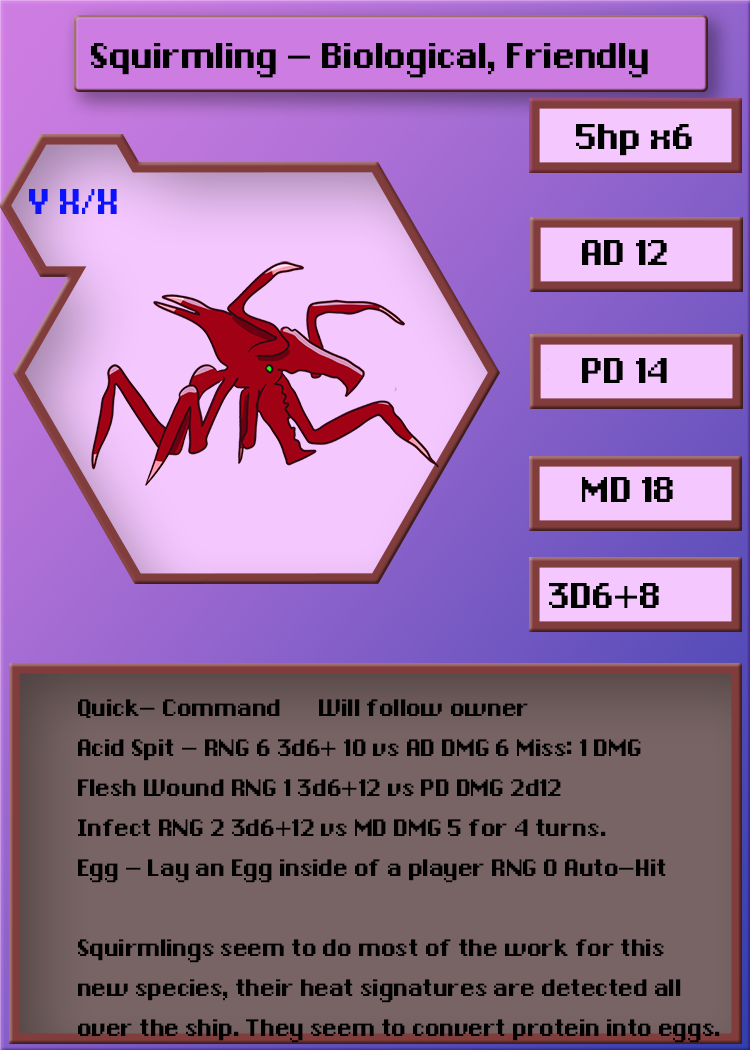 Squirmling – Biological, Friendly
5hp x6
Y X/X
AD 12
PD 14
MD 18
3D6+8
Quick– Command Will follow owner
Acid Spit – RNG 6 3d6+ 10 vs AD DMG 6 Miss: 1 DMG
Flesh Wound RNG 1 3d6+12 vs PD DMG 2d12
Infect RNG 2 3d6+12 vs MD DMG 5 for 4 turns.
Egg – Lay an Egg inside of a player RNG 0 Auto–Hit
Squirmlings seem to do most of the work for this
new species, their heat signatures are detected all
over the ship. They seem to convert protein into eggs.